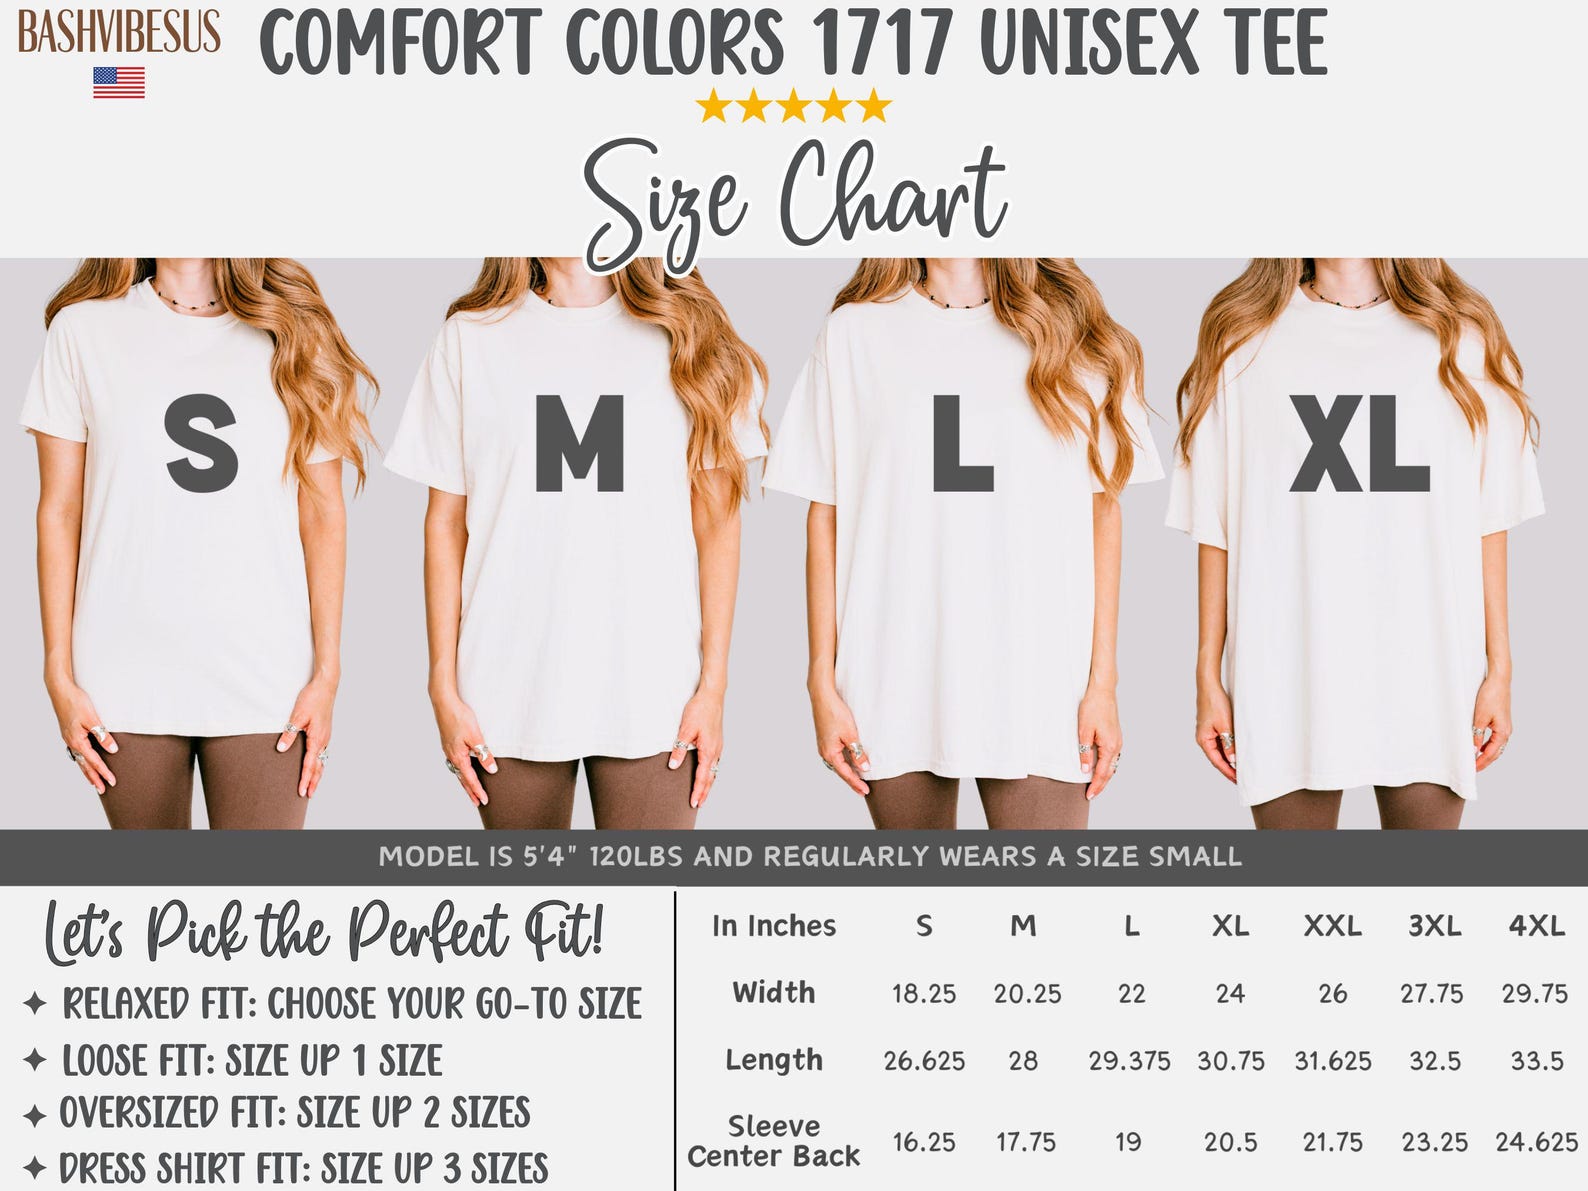 BASHVIBESUS
COMFORT COLORS 1717 UNISEX TEE
Size Chart
S
M
L
XL
MODEL IS 5'4" 120LBS AND REGULARLY WEARS A SIZE SMALL
Let's Pick the Perfect Fit!
RELAXED FIT: CHOOSE YOUR GO-TO SIZE
LOOSE FIT: SIZE UP 1 SIZE
OVERSIZED FIT: SIZE UP 2 SIZES
DRESS SHIRT FIT: SIZE UP 3 SIZES
In Inches S M L XL XXL 3XL 4XL
Width 18.25 20.25 22 24 26 27.75 29.75
Length 26.625 28 29.375 30.75 31.625 32.5 33.5
Sleeve
Center Back 16.25 17.75 19 20.5 21.75 23.25 24.625